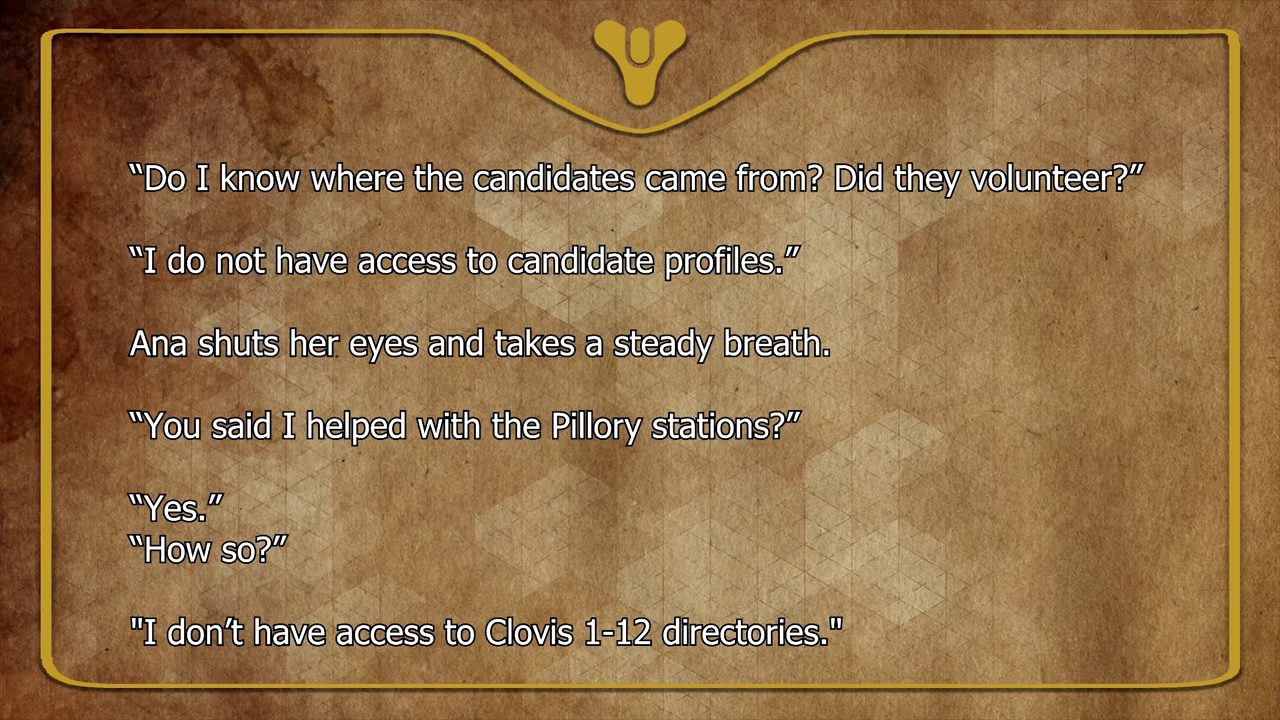 “Do I know where the candidates came from? Did they volunteer?”
“I do not have access to candidate profiles.”
Ana shuts her eyes and takes a steady breath.
“You said I helped with the Pillory stations?”
“Yes.”
“How so?”
"I don’t have access to Clovis 1-12 directories."